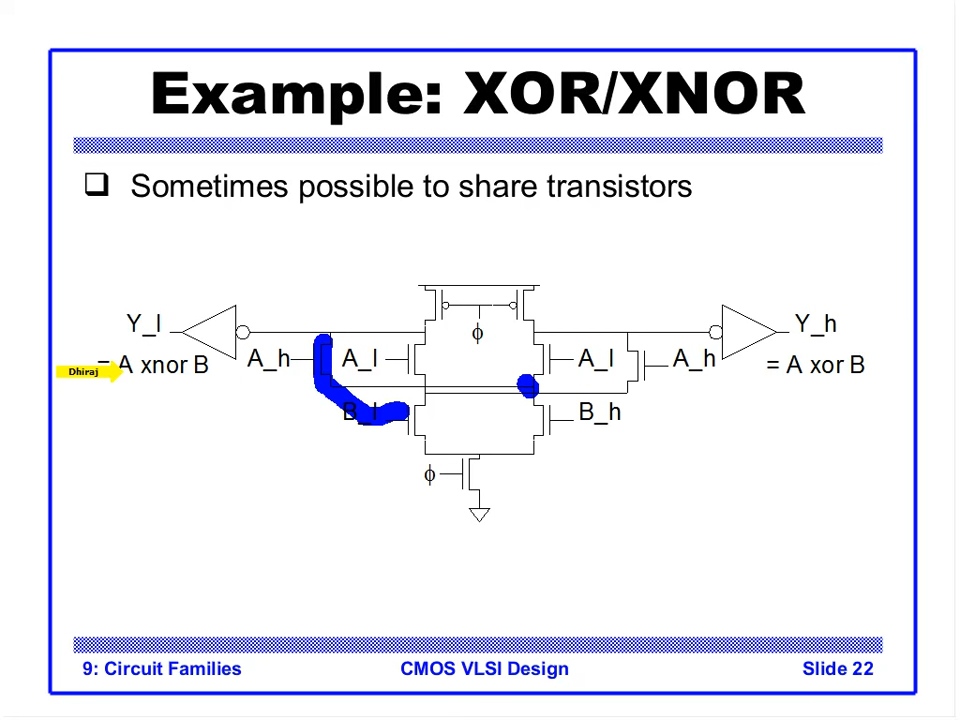 Example: XOR/XNOR
❑ Sometimes possible to share transistors
Y_l
Y_h
ϕ
A_h A_l A_l A_h
= A xnor B
= A xor B
Dhiraj
B_l B_h
ϕ
9: Circuit Families CMOS VLSI Design Slide 22